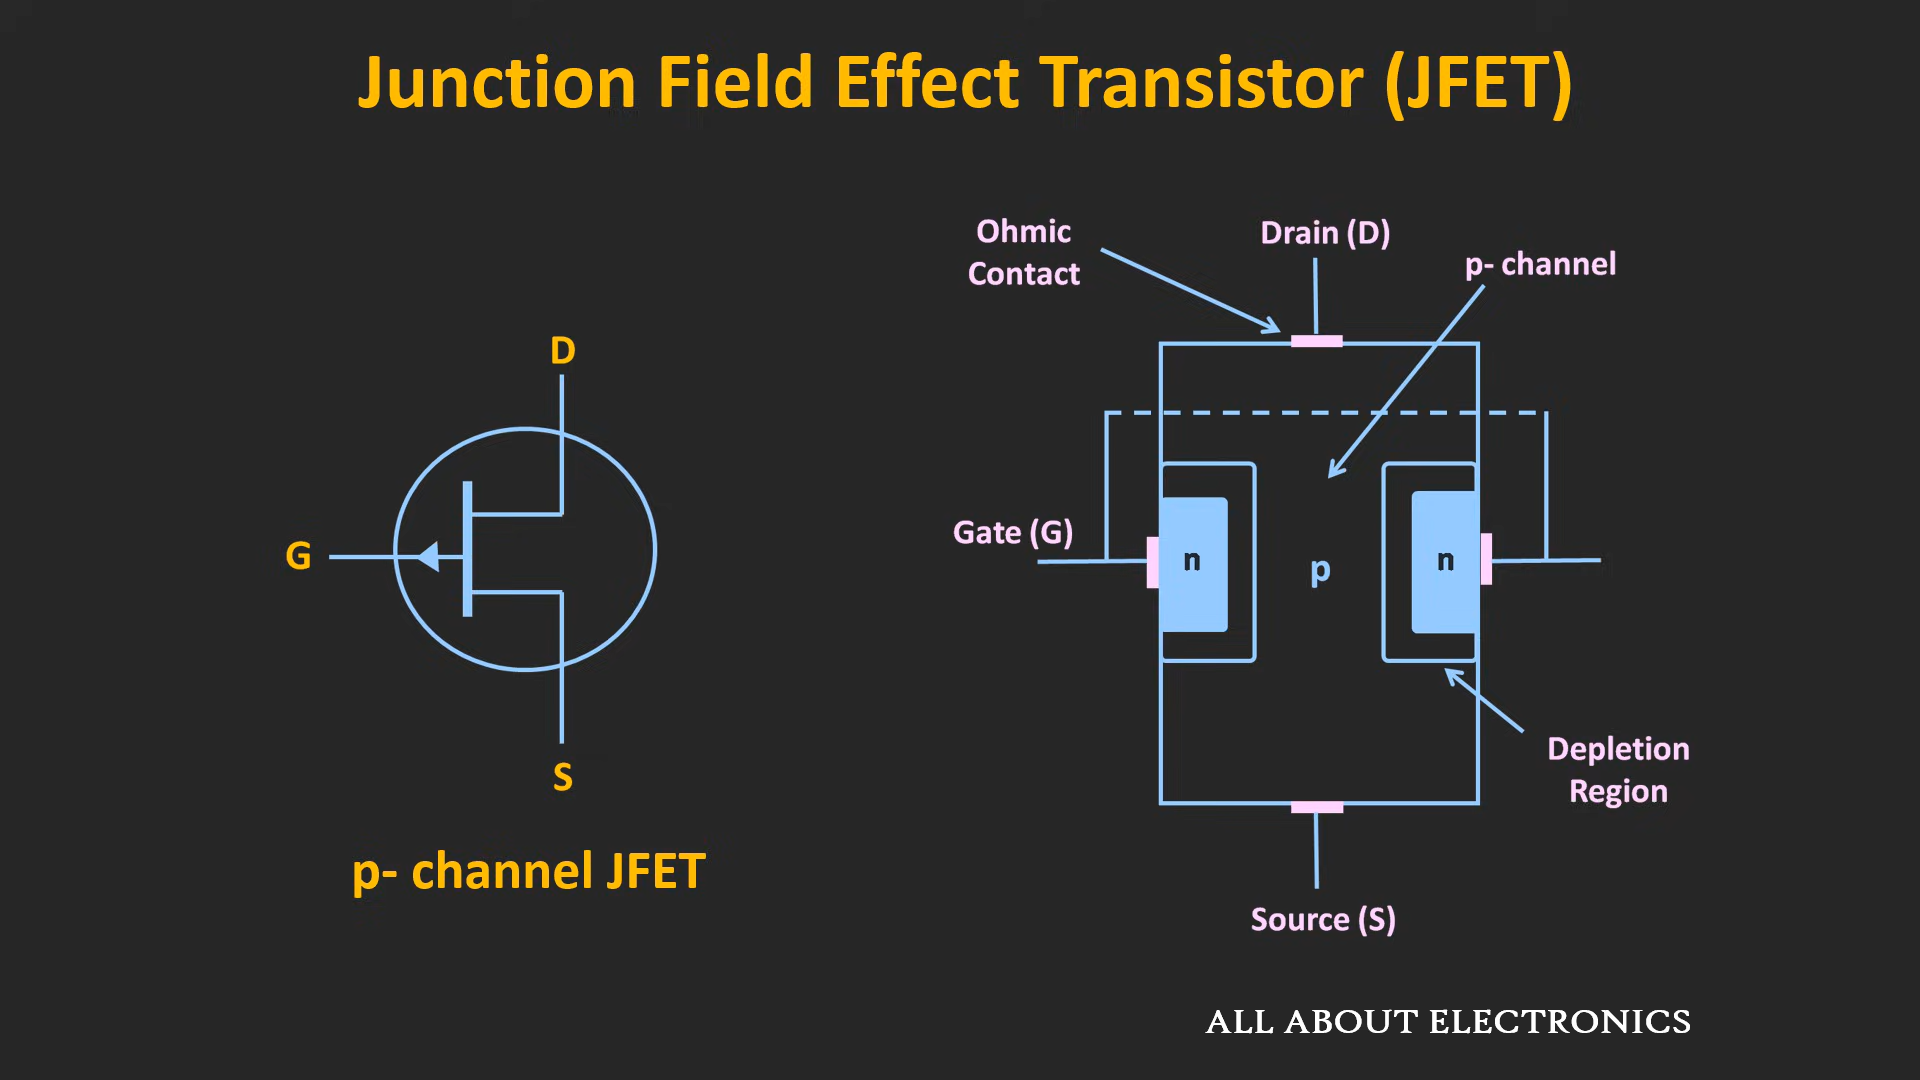 Junction Field Effect Transistor (JFET)
D
G
S
p- channel JFET
Ohmic
Contact
Drain (D)
p- channel
Gate (G)
n
p
n
Depletion
Region
Source (S)
ALL ABOUT ELECTRONICS